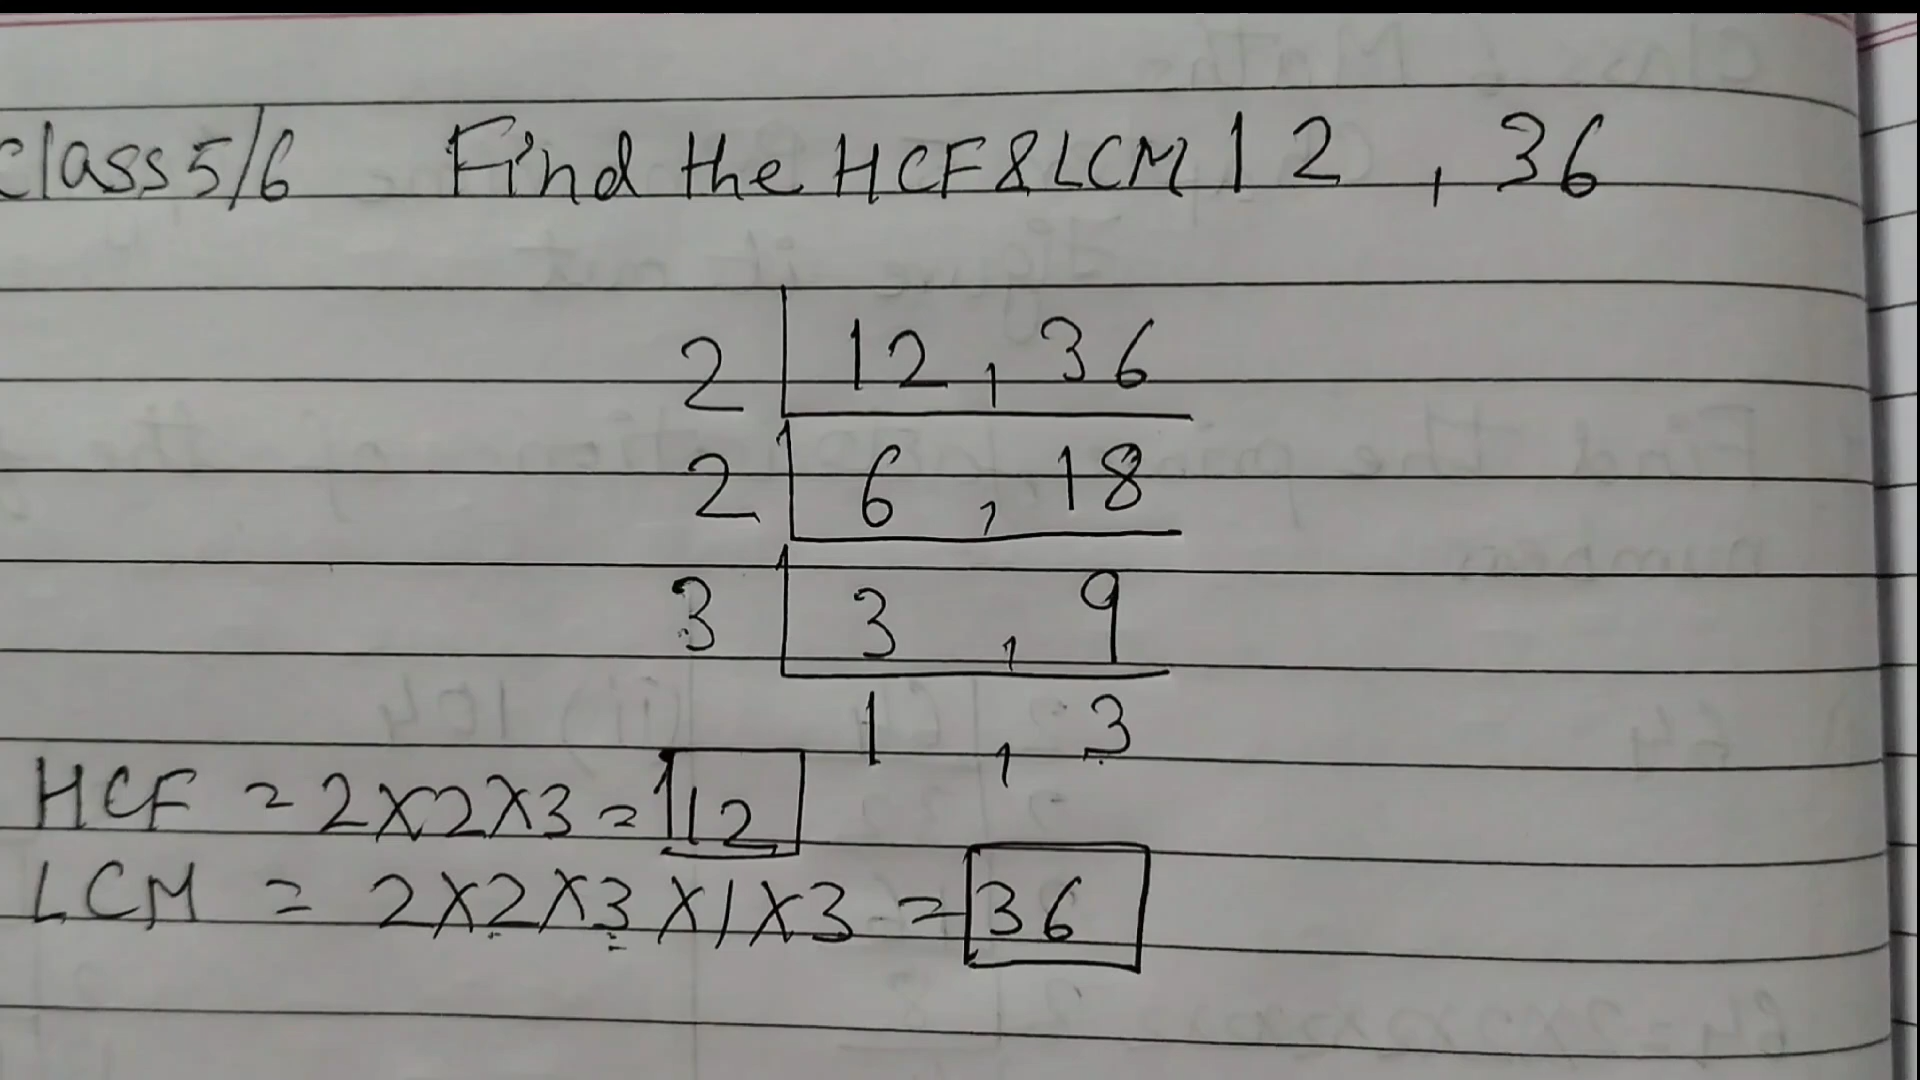 class 5/6 Find the HCF & LCM 12 , 36
2 | 12 , 36
2 | 6 , 18
3 | 3 , 9
1 , 3
HCF = 2×2×3 = 12
LCM = 2×2×3×1×3 = 36